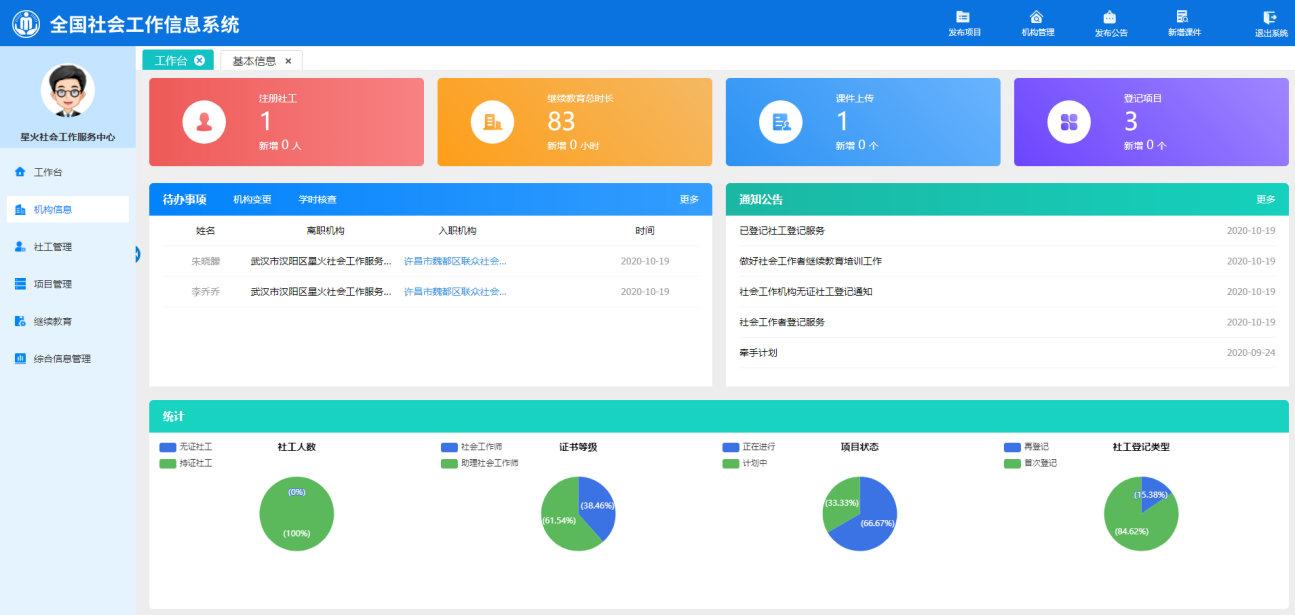 全国社会工作信息系统
发布项目
机构管理
发布公告
新增课件
退出系统
工作台
基本信息
星火社会工作服务中心
工作台
机构信息
社工管理
项目管理
继续教育
综合信息管理
注册社工
1
新增 0 人
继续教育总时长
83
新增 0 小时
课件上传
1
新增 0 个
登记项目
3
新增 0 个
待办事项 机构变更 学时核查 更多
姓名 离职机构 入职机构 时间
朱晓朦 武汉市汉阳区星火社会工作服务... 许昌市魏都区联众社会... 2020-10-19
李乔乔 武汉市汉阳区星火社会工作服务... 许昌市魏都区联众社会... 2020-10-19
通知公告 更多
已登记社工登记服务 2020-10-19
做好社会工作者继续教育培训工作
社会工作机构无证社工登记通知 2020-10-19
社会工作者登记服务 2020-10-19
牵手计划 2020-09-24
统计
无证社工
持证社工
社工人数
(0%)
(100%)
社会工作师
助理社会工作师
证书等级
(38.46%)
(61.54%)
正在进行
计划中
项目状态
(33.33%)
(66.67%)
再登记
首次登记
社工登记类型
(15.38%)
(84.62%)